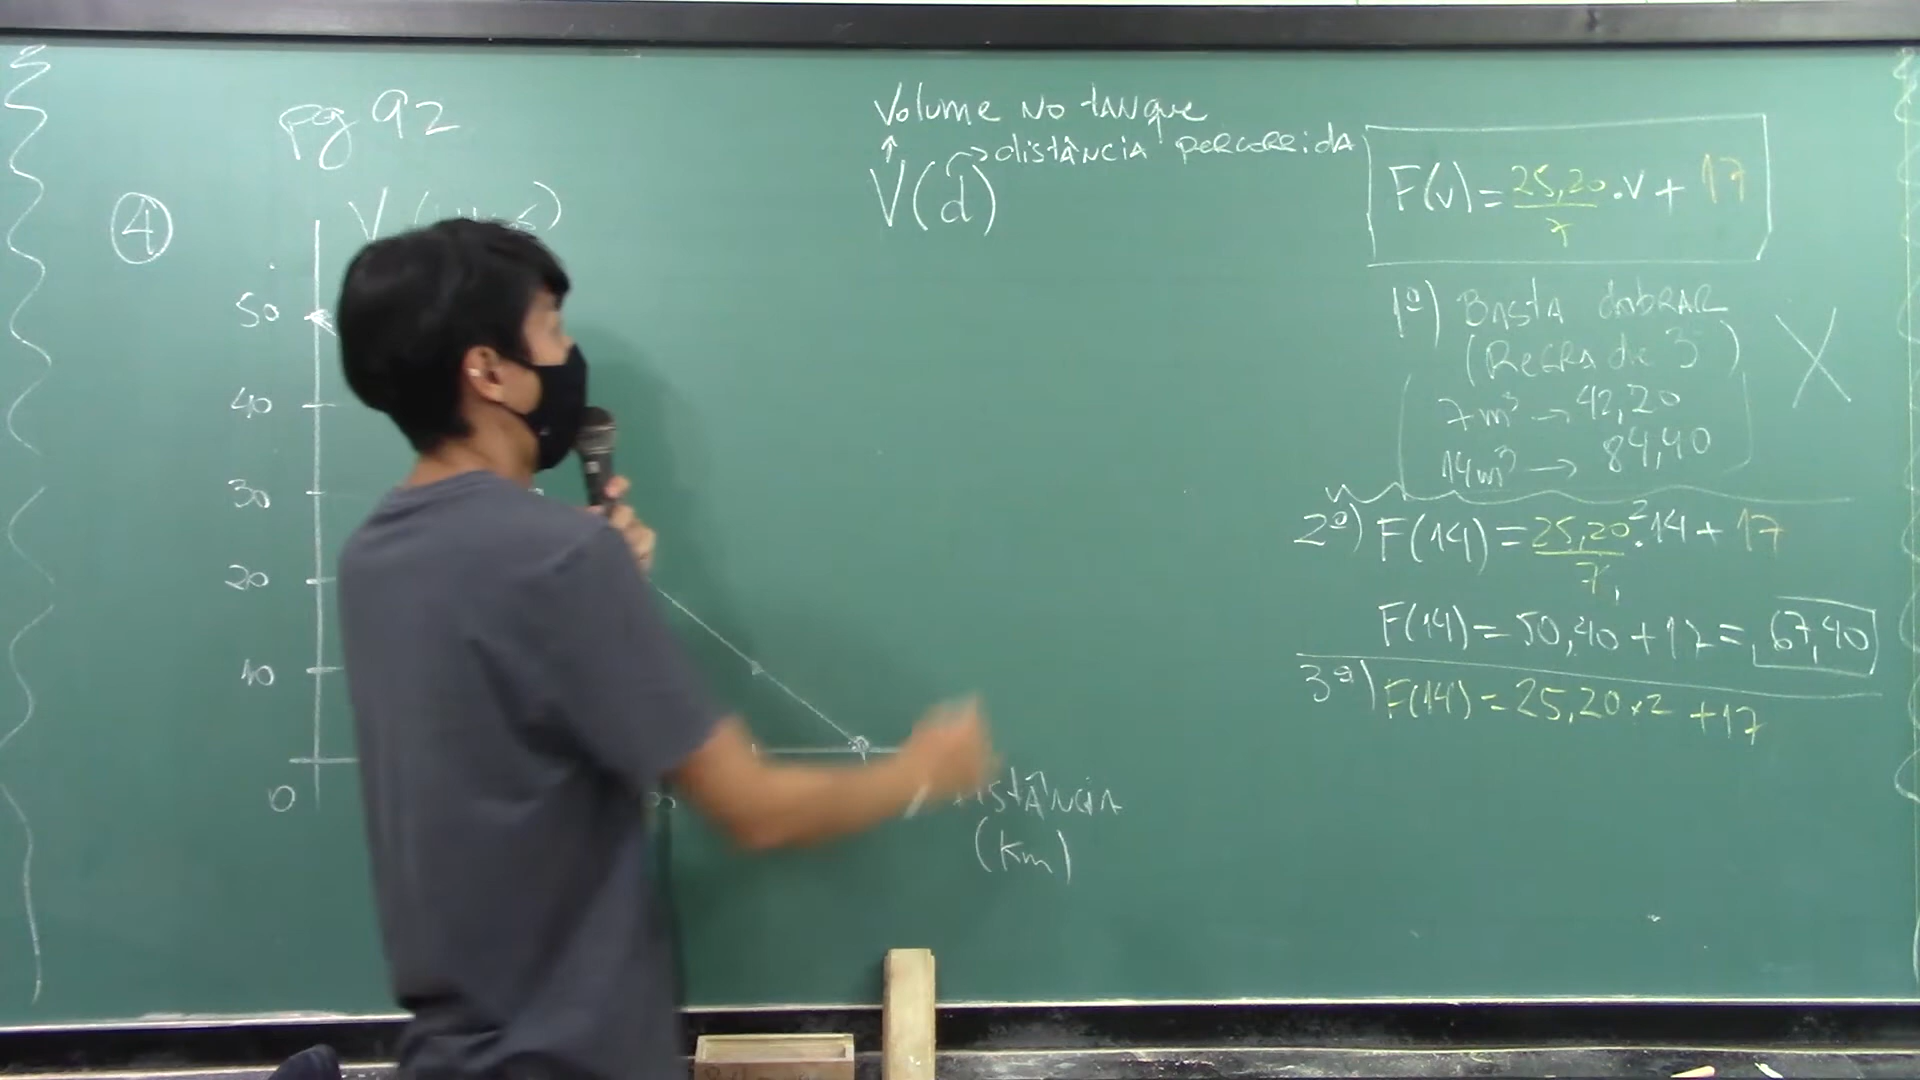 pg 92
④
50
40
30
20
10
0
(km)
Volume no tanque
↑ → distância percorrida
V(d)
F(v) = 25,20/7 . v + 17
1º) Basta dobrar
(Regra de 3)
7m³ → 42,20
14m³ → 84,40
X
2º) F(14) = 25,20/7 . 14 + 17
F(14) = 50,40 + 17 = 67,40
3º) F(14) = 25,20 x 2 + 17